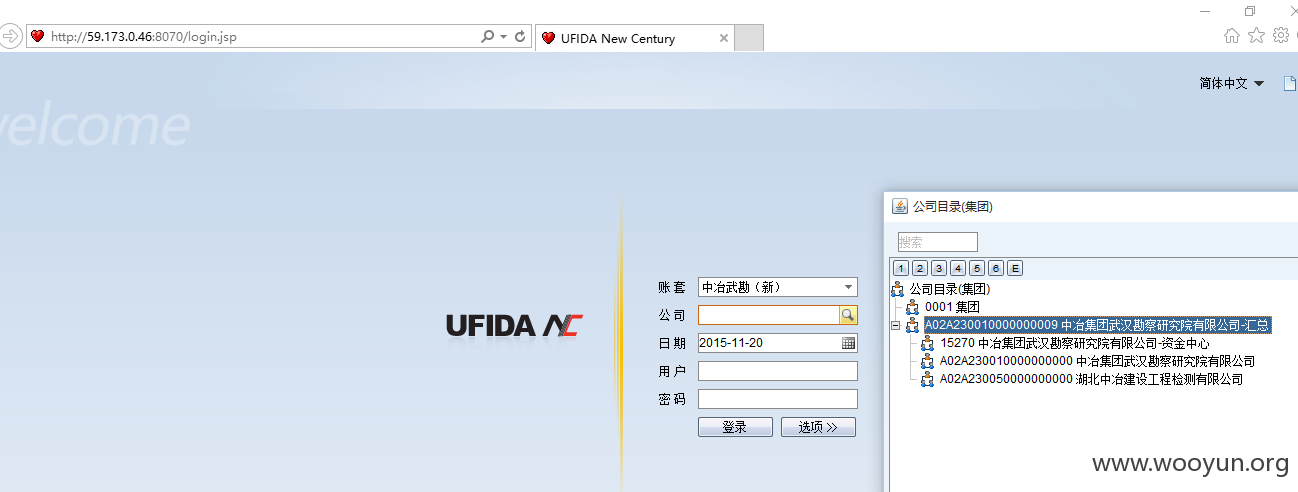 http://59.173.0.46:8070/login.jsp
UFIDA New Century
简体中文
welcome
公司目录(集团)
搜索
1 2 3 4 5 6 E
公司目录(集团)
0001 集团
A02A230010000000009 中冶集团武汉勘察研究院有限公司-汇总
15270 中冶集团武汉勘察研究院有限公司-资金中心
A02A230010000000000 中冶集团武汉勘察研究院有限公司
A02A230050000000000 湖北中冶建设工程检测有限公司
UFIDA NC
账套 中冶武勘（新）
公司
日期 2015-11-20
用户
密码
登录 选项 >>
www.wooyun.org